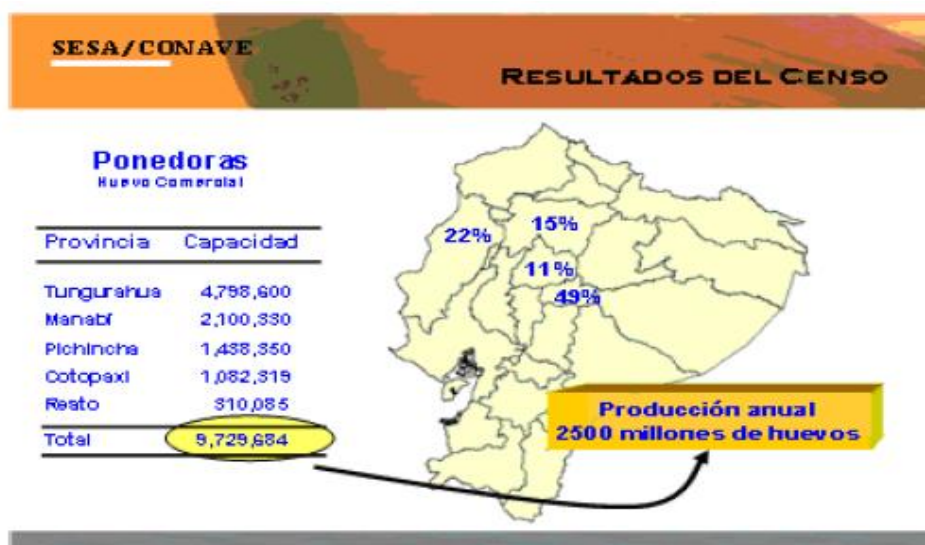 SESA/CONAVE
RESULTADOS DEL CENSO
Ponedoras
Huevo Comercial
Provincia Capacidad
Tungurahua 4,798,600
Manabí 2,100,330
Pichincha 1,438,350
Cotopaxi 1,082,319
Resto 310,085
Total 9,729,684
22%
15%
11%
49%
Producción anual
2500 millones de huevos